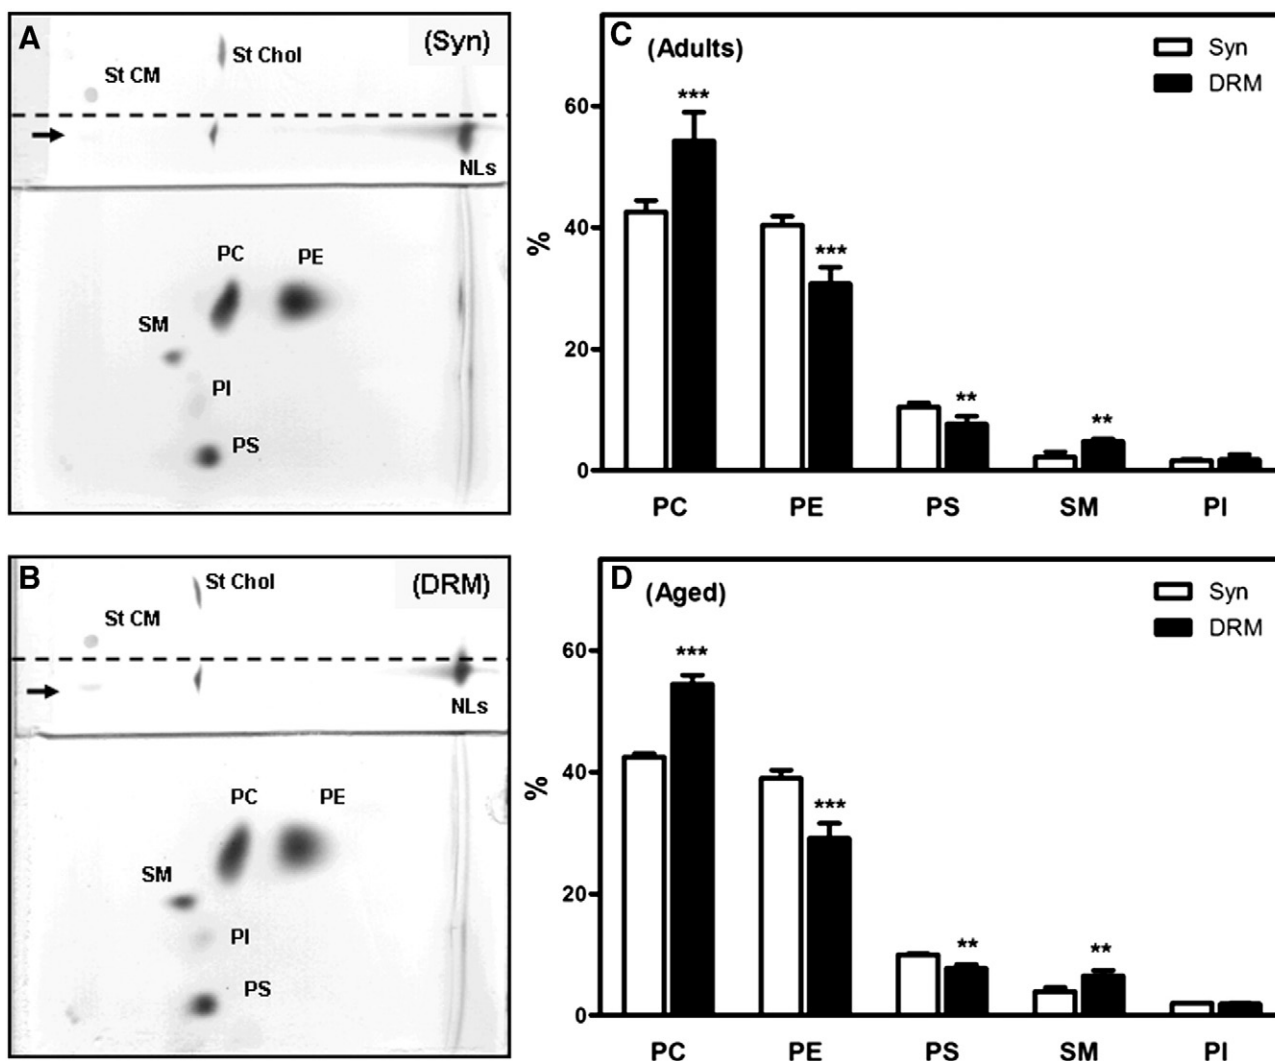 A
(Syn)
St Chol
St CM
NLs
PC
PE
SM
PI
PS
B
(DRM)
St Chol
St CM
NLs
PC
PE
SM
PI
PS
C
(Adults)
Syn
DRM
%
60
40
20
0
***
***
**
**
PC PE PS SM PI
D
(Aged)
Syn
DRM
%
60
40
20
0
***
***
**
**
PC PE PS SM PI